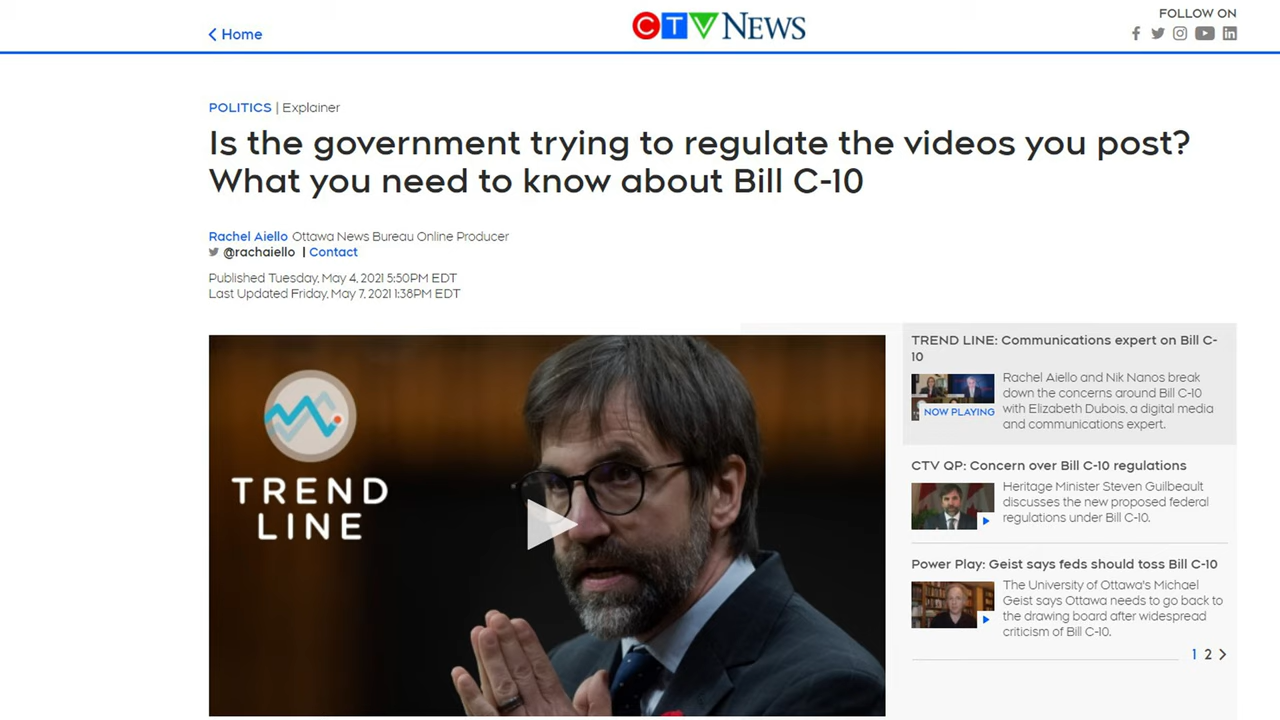 Home
CTV NEWS
FOLLOW ON
POLITICS | Explainer
Is the government trying to regulate the videos you post?
What you need to know about Bill C-10
Rachel Aiello Ottawa News Bureau Online Producer
@rachaiello | Contact
Published Tuesday, May 4, 2021 5:50PM EDT
Last Updated Friday, May 7, 2021 1:38PM EDT
TREND
LINE
TREND LINE: Communications expert on Bill C-
10
Rachel Aiello and Nik Nanos break
down the concerns around Bill C-10
with Elizabeth Dubois, a digital media
and communications expert.
NOW PLAYING
CTV QP: Concern over Bill C-10 regulations
Heritage Minister Steven Guilbeault
discusses the new proposed federal
regulations under Bill C-10.
Power Play: Geist says feds should toss Bill C-10
The University of Ottawa's Michael
Geist says Ottawa needs to go back to
the drawing board after widespread
criticism of Bill C-10.
1 2